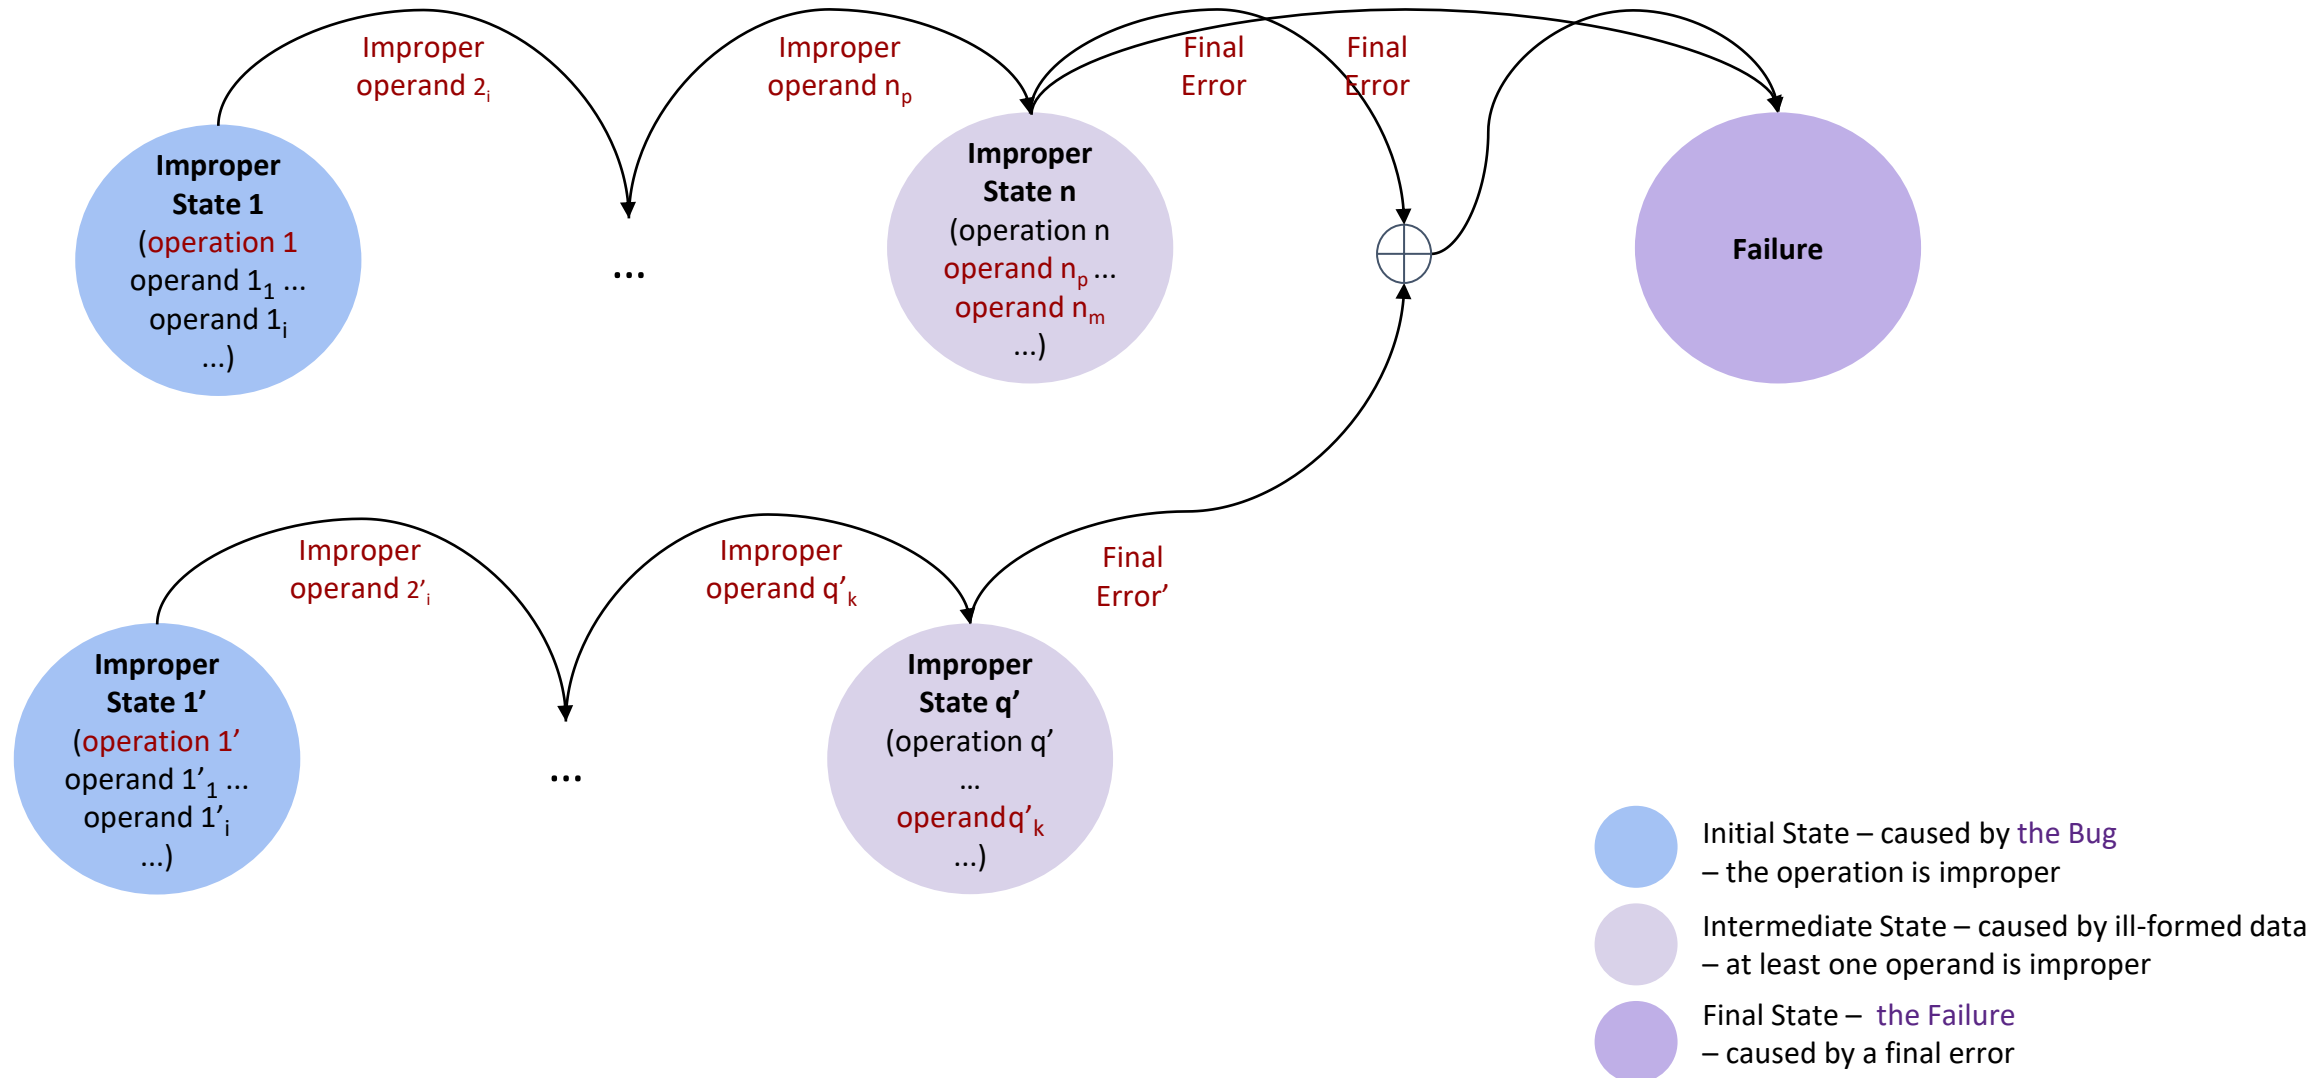 Improper
operand 2i
Improper
operand np
Final
Error
Final
Error
Improper
State 1
(operation 1
operand 11 ...
operand 1i
...)
...
Improper
State n
(operation n
operand np ...
operand nm
...)
Failure
Improper
operand 2'i
Improper
operand q’k
Final
Error’
Improper
State 1’
(operation 1'
operand 1’1 ...
operand 1’i
...)
...
Improper
State q’
(operation q’
...
operand q’k
...)
Initial State – caused by the Bug
– the operation is improper
Intermediate State – caused by ill-formed data
– at least one operand is improper
Final State – the Failure
– caused by a final error